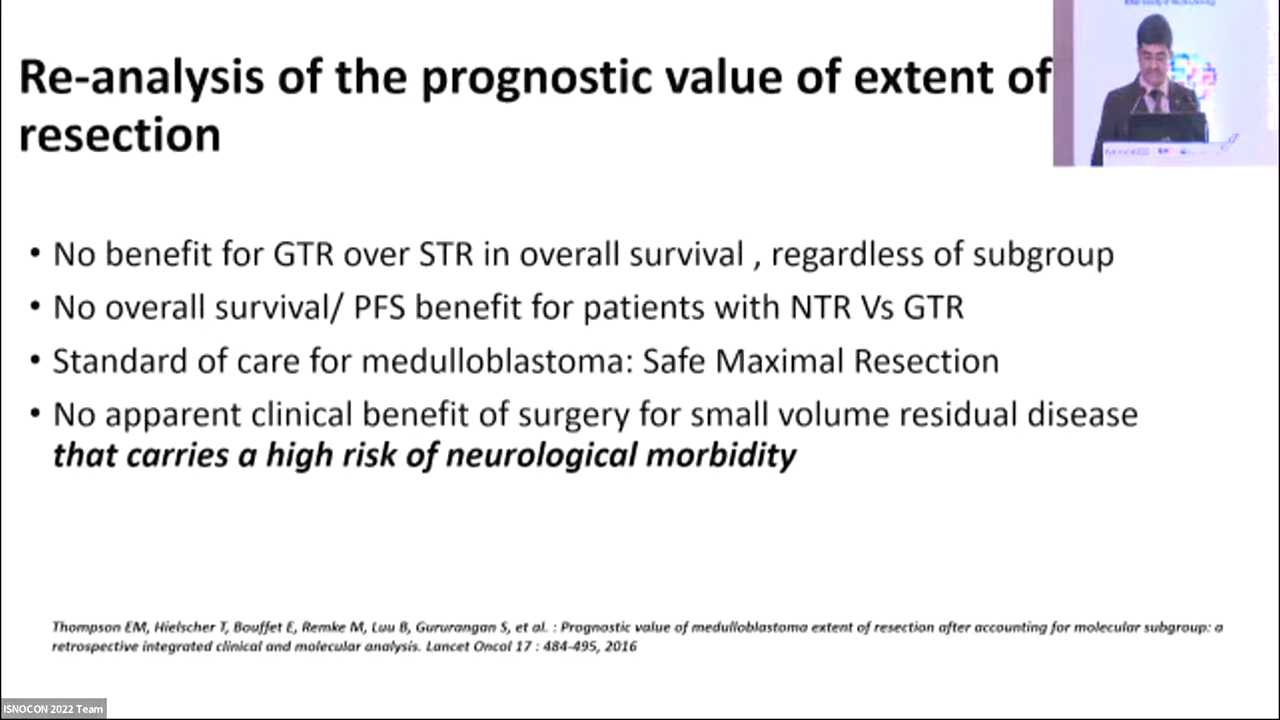 Re-analysis of the prognostic value of extent of
resection
• No benefit for GTR over STR in overall survival , regardless of subgroup
• No overall survival/ PFS benefit for patients with NTR Vs GTR
• Standard of care for medulloblastoma: Safe Maximal Resection
• No apparent clinical benefit of surgery for small volume residual disease
that carries a high risk of neurological morbidity
Thompson EM, Hielscher T, Bouffet E, Remke M, Luu B, Gururangan S, et al. : Prognostic value of medulloblastoma extent of resection after accounting for molecular subgroup: a
retrospective integrated clinical and molecular analysis. Lancet Oncol 17 : 484-495, 2016
ISNOCON 2022 Team